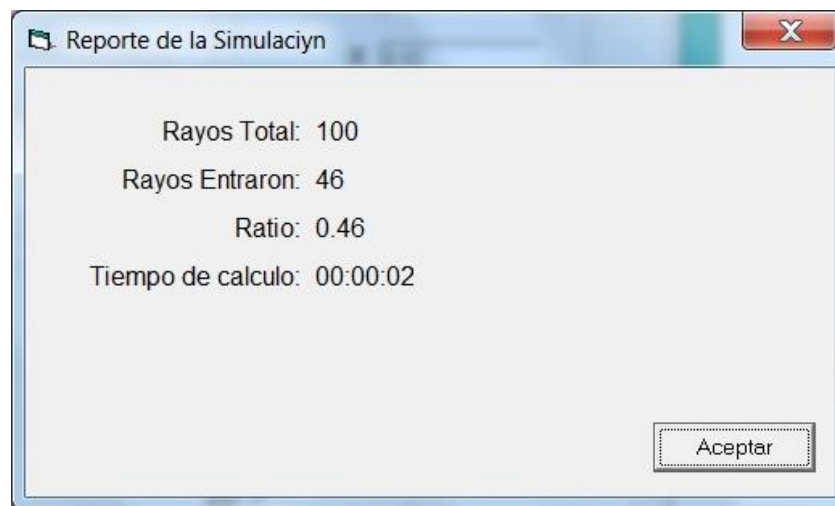 Reporte de la Simulaciyn
Rayos Total: 100
Rayos Entraron: 46
Ratio: 0.46
Tiempo de calculo: 00:00:02
Aceptar